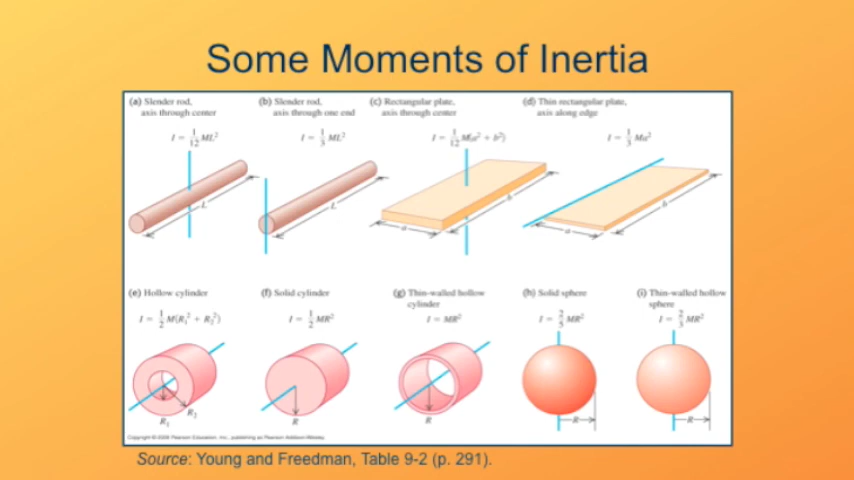 Some Moments of Inertia
(a) Slender rod,
axis through center
I = 1/12 ML²
(b) Slender rod,
axis through one end
I = 1/3 ML²
(c) Rectangular plate,
axis through center
I = 1/12 M(a² + b²)
(d) Thin rectangular plate,
axis along edge
I = 1/3 Ma²
L
L
a
b
a
b
(e) Hollow cylinder
I = 1/2 M(R₁² + R₂²)
(f) Solid cylinder
I = 1/2 MR²
(g) Thin-walled hollow
cylinder
I = MR²
(h) Solid sphere
I = 2/5 MR²
(i) Thin-walled hollow
sphere
I = 2/3 MR²
R₁
R₂
R
R
R
R
Copyright © 2008 Pearson Education, Inc., publishing as Pearson Addison-Wesley.
Source: Young and Freedman, Table 9-2 (p. 291).